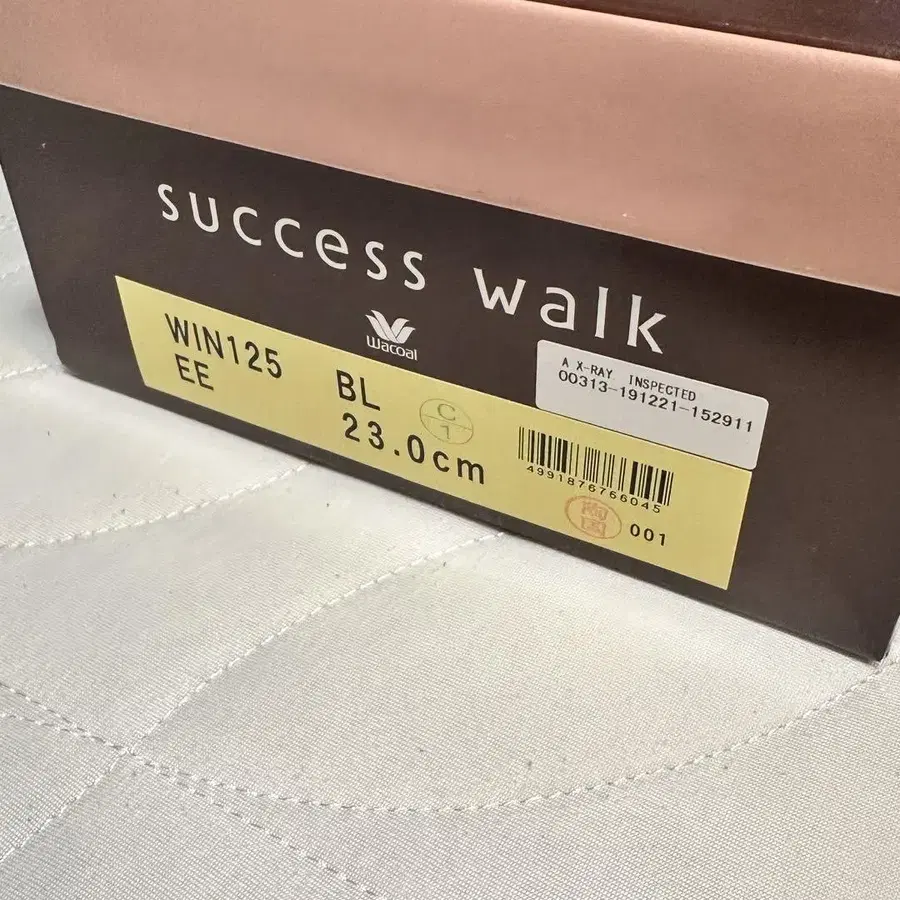 success walk
Wacoal
WIN125 BL
EE 23.0cm
C
1
A X-RAY INSPECTED
00313-191221-152911
4991876766045
001